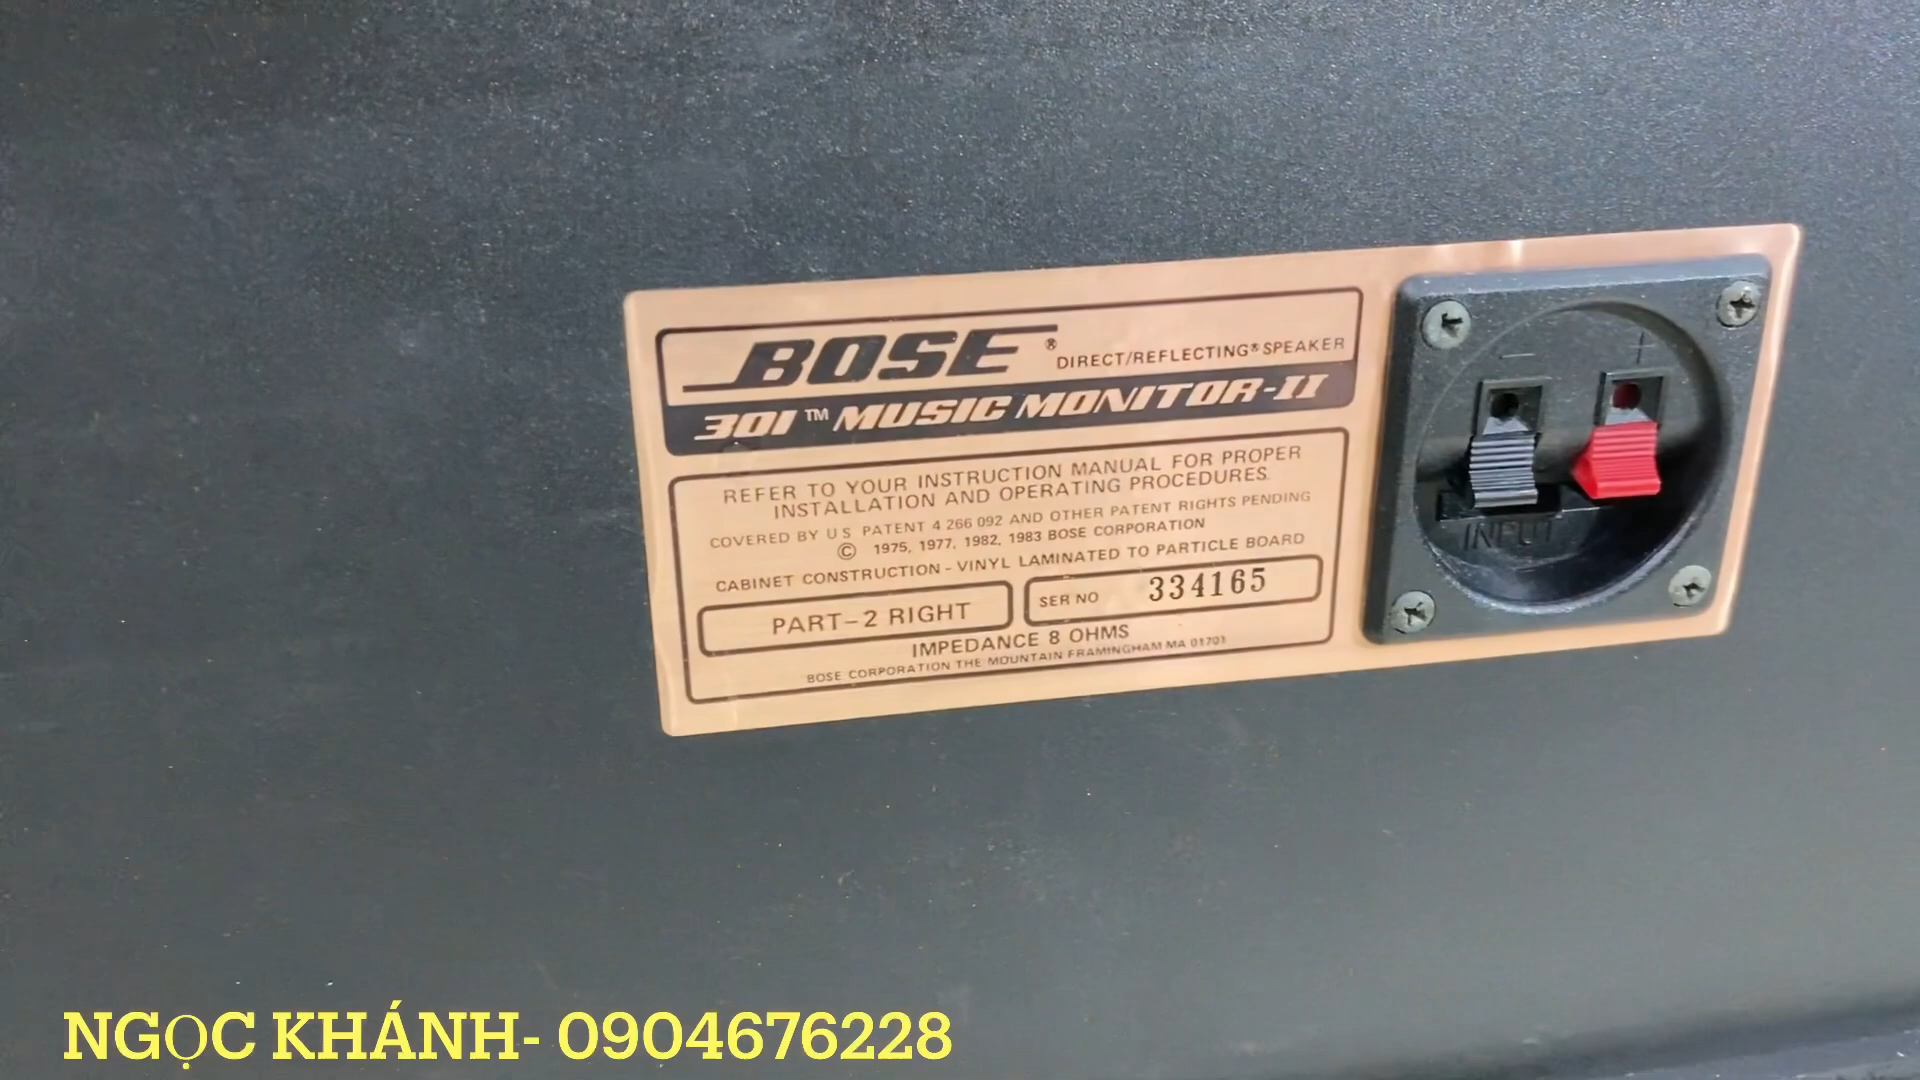 BOSE® DIRECT/REFLECTING® SPEAKER
301™ MUSIC MONITOR-II
REFER TO YOUR INSTRUCTION MANUAL FOR PROPER
INSTALLATION AND OPERATING PROCEDURES.
COVERED BY U S PATENT 4 266 092 AND OTHER PATENT RIGHTS PENDING
© 1975, 1977, 1982, 1983 BOSE CORPORATION
CABINET CONSTRUCTION - VINYL LAMINATED TO PARTICLE BOARD
PART-2 RIGHT
SER NO 334165
IMPEDANCE 8 OHMS
BOSE CORPORATION THE MOUNTAIN FRAMINGHAM MA 01701
- +
INPUT
NGỌC KHÁNH- 0904676228